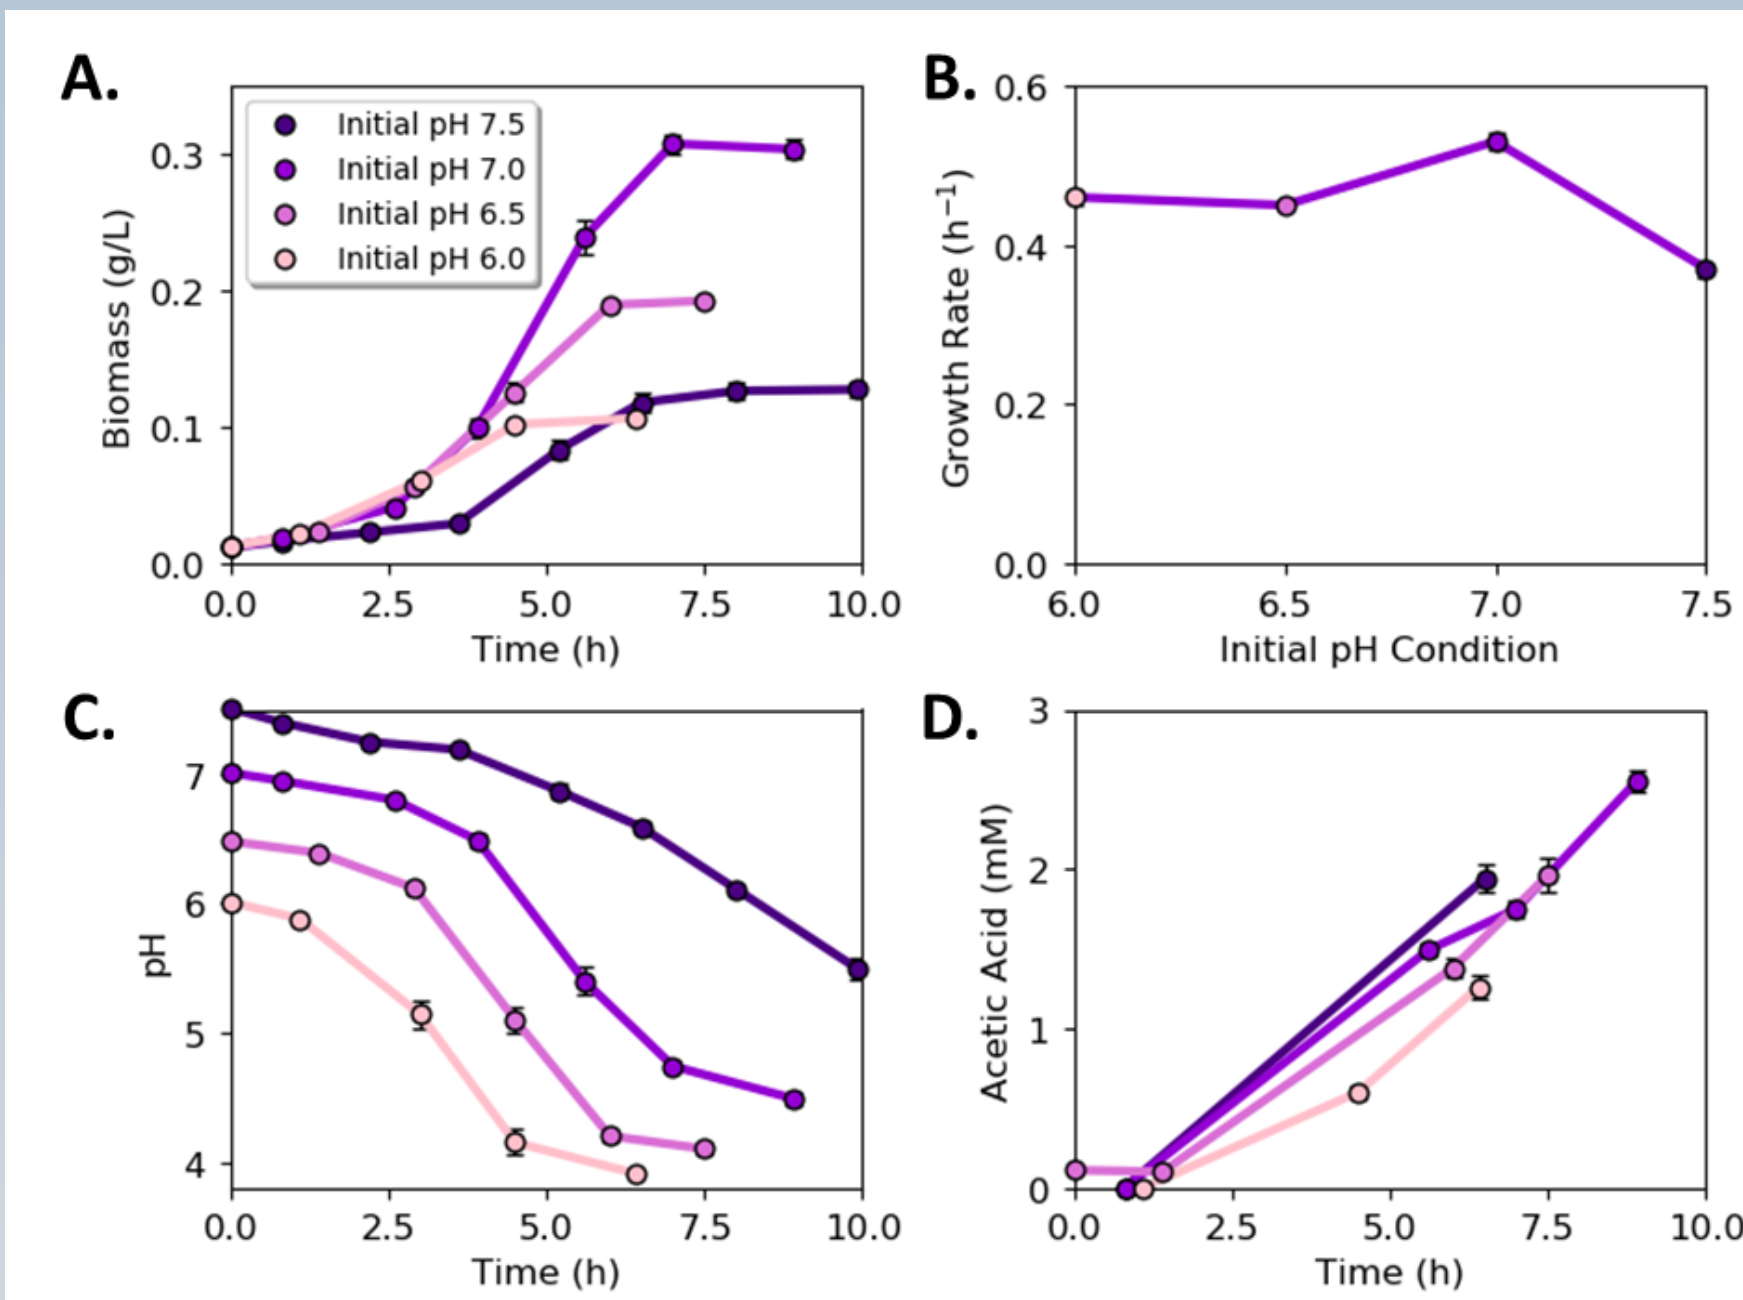 A.
Initial pH 7.5
Initial pH 7.0
Initial pH 6.5
Initial pH 6.0
Biomass (g/L)
0.3
0.2
0.1
0.0
0.0 2.5 5.0 7.5 10.0
Time (h)
B.
Growth Rate (h⁻¹)
0.6
0.4
0.2
0.0
6.0 6.5 7.0 7.5
Initial pH Condition
C.
pH
7
6
5
4
0.0 2.5 5.0 7.5 10.0
Time (h)
D.
Acetic Acid (mM)
3
2
1
0
0.0 2.5 5.0 7.5 10.0
Time (h)